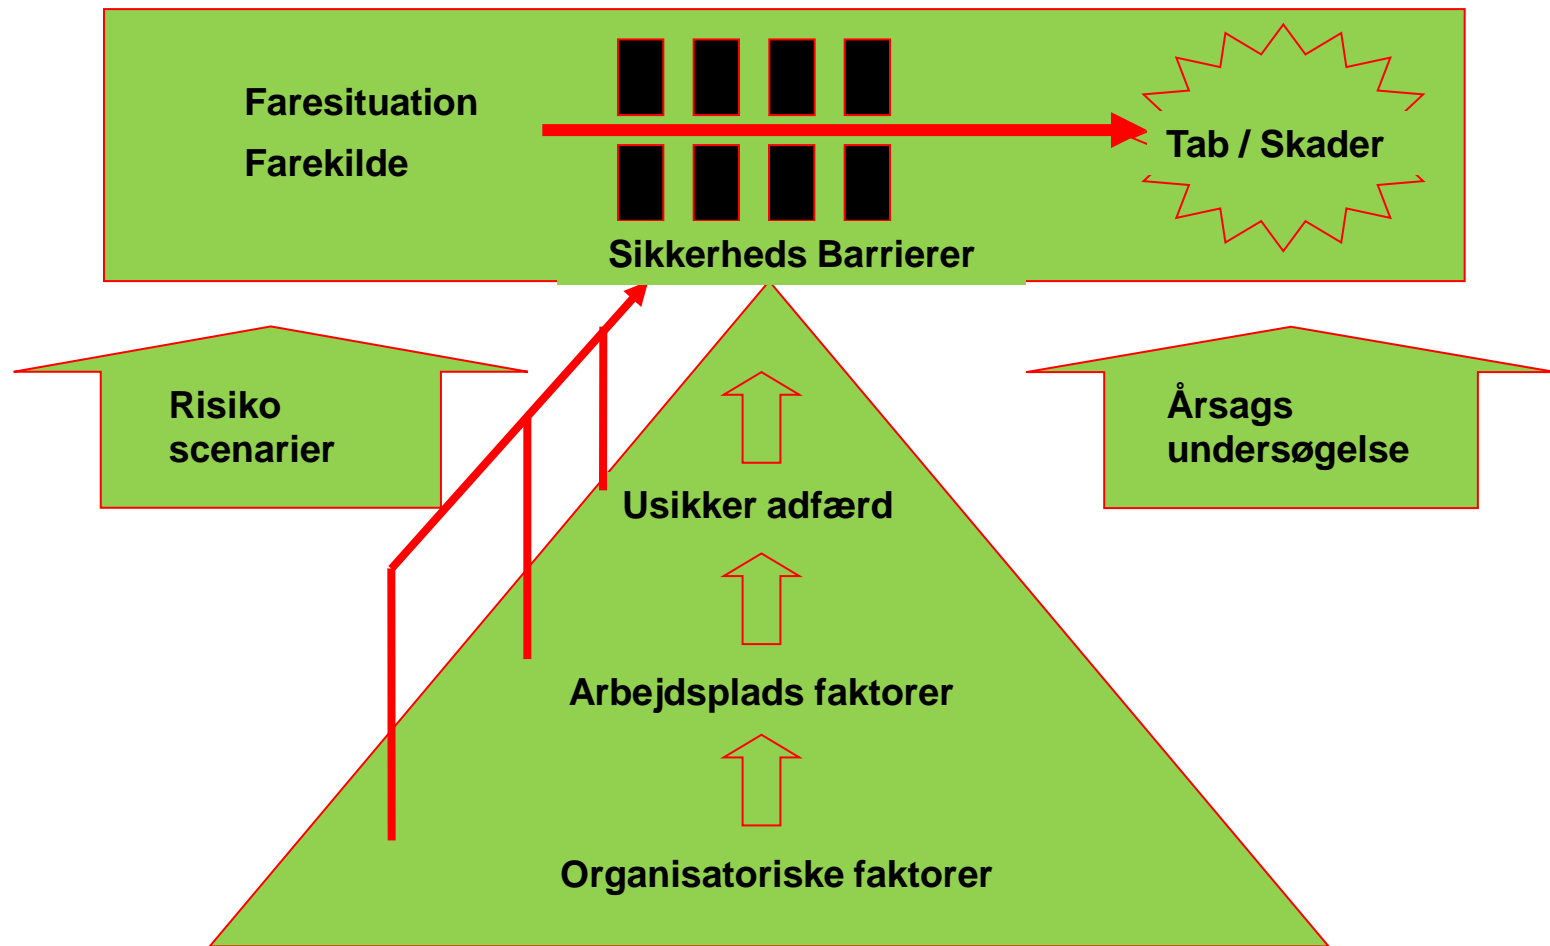 Faresituation
Farekilde
Tab / Skader
Sikkerheds Barrierer
Risiko
scenarier
Årsags
undersøgelse
Usikker adfærd
Arbejdsplads faktorer
Organisatoriske faktorer